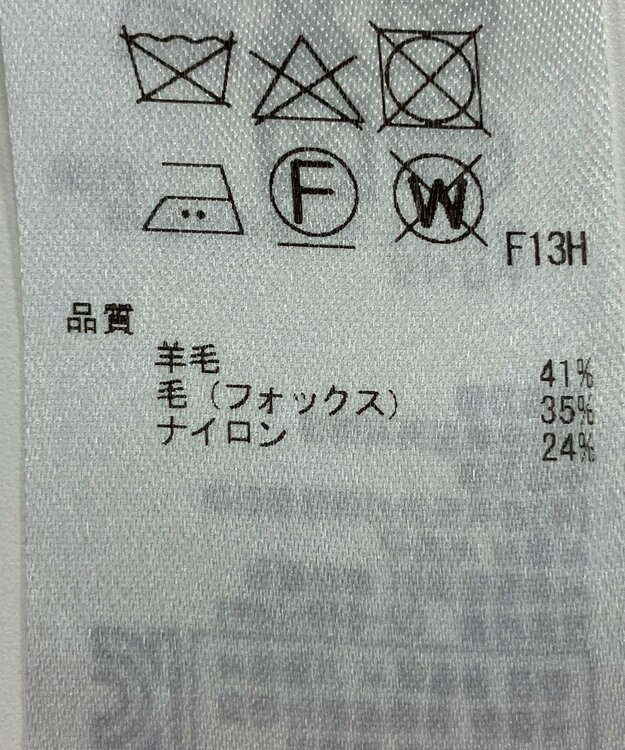 F
W
F13H
品質
羊毛 41%
毛（フォックス） 35%
ナイロン 24%